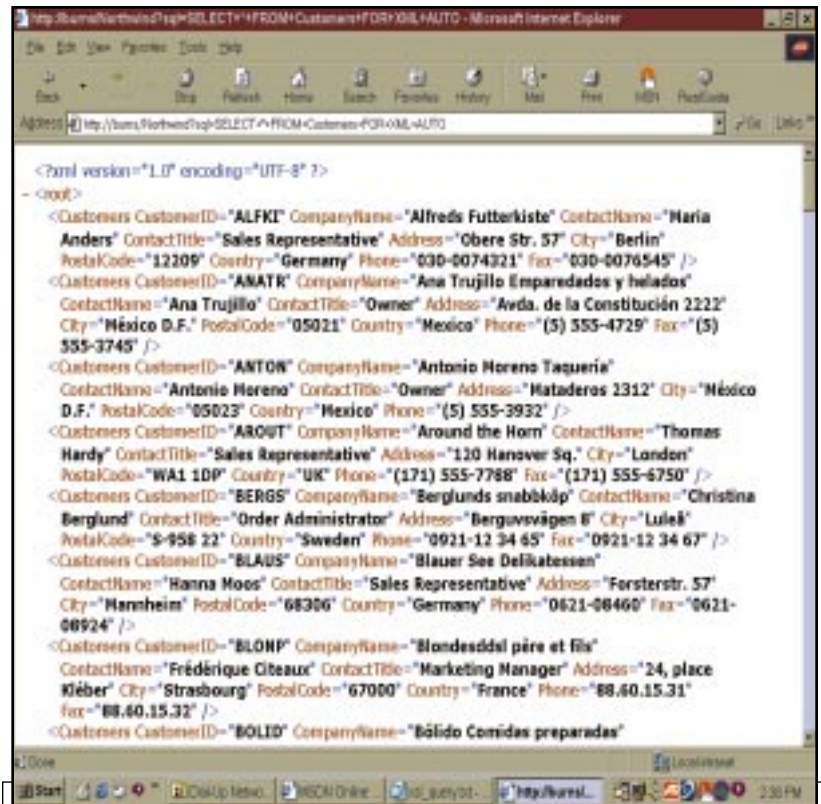 http://burns/Northwind?sql=SELECT+*+FROM+Customers+FOR+XML+AUTO - Microsoft Internet Explorer
File Edit View Favorites Tools Help
Back Stop Refresh Home Search Favorites History Mail Print MSN RealGuide
Address http://burns/Northwind?sql=SELECT+*+FROM+Customers+FOR+XML+AUTO Go Links
<?xml version="1.0" encoding="UTF-8" ?>
- <root>
<Customers CustomerID="ALFKI" CompanyName="Alfreds Futterkiste" ContactName="Maria
Anders" ContactTitle="Sales Representative" Address="Obere Str. 57" City="Berlin"
PostalCode="12209" Country="Germany" Phone="030-0074321" Fax="030-0076545" />
<Customers CustomerID="ANATR" CompanyName="Ana Trujillo Emparedados y helados"
ContactName="Ana Trujillo" ContactTitle="Owner" Address="Avda. de la Constitución 2222"
City="México D.F." PostalCode="05021" Country="Mexico" Phone="(5) 555-4729" Fax="(5)
555-3745" />
<Customers CustomerID="ANTON" CompanyName="Antonio Moreno Taquería"
ContactName="Antonio Moreno" ContactTitle="Owner" Address="Mataderos 2312" City="México
D.F." PostalCode="05023" Country="Mexico" Phone="(5) 555-3932" />
<Customers CustomerID="AROUT" CompanyName="Around the Horn" ContactName="Thomas
Hardy" ContactTitle="Sales Representative" Address="120 Hanover Sq." City="London"
PostalCode="WA1 1DP" Country="UK" Phone="(171) 555-7788" Fax="(171) 555-6750" />
<Customers CustomerID="BERGS" CompanyName="Berglunds snabbköp" ContactName="Christina
Berglund" ContactTitle="Order Administrator" Address="Berguvsvägen 8" City="Luleå"
PostalCode="S-958 22" Country="Sweden" Phone="0921-12 34 65" Fax="0921-12 34 67" />
<Customers CustomerID="BLAUS" CompanyName="Blauer See Delikatessen"
ContactName="Hanna Moos" ContactTitle="Sales Representative" Address="Forsterstr. 57"
City="Mannheim" PostalCode="68306" Country="Germany" Phone="0621-08460" Fax="0621-
08924" />
<Customers CustomerID="BLONP" CompanyName="Blondesddsl père et fils"
ContactName="Frédérique Citeaux" ContactTitle="Marketing Manager" Address="24, place
Kléber" City="Strasbourg" PostalCode="67000" Country="France" Phone="88.60.15.31"
Fax="88.60.15.32" />
<Customers CustomerID="BOLID" CompanyName="Bólido Comidas preparadas"
Done Local intranet
Start Dial-Up Netwo... MSDN Online http://burns/... 2:38 PM